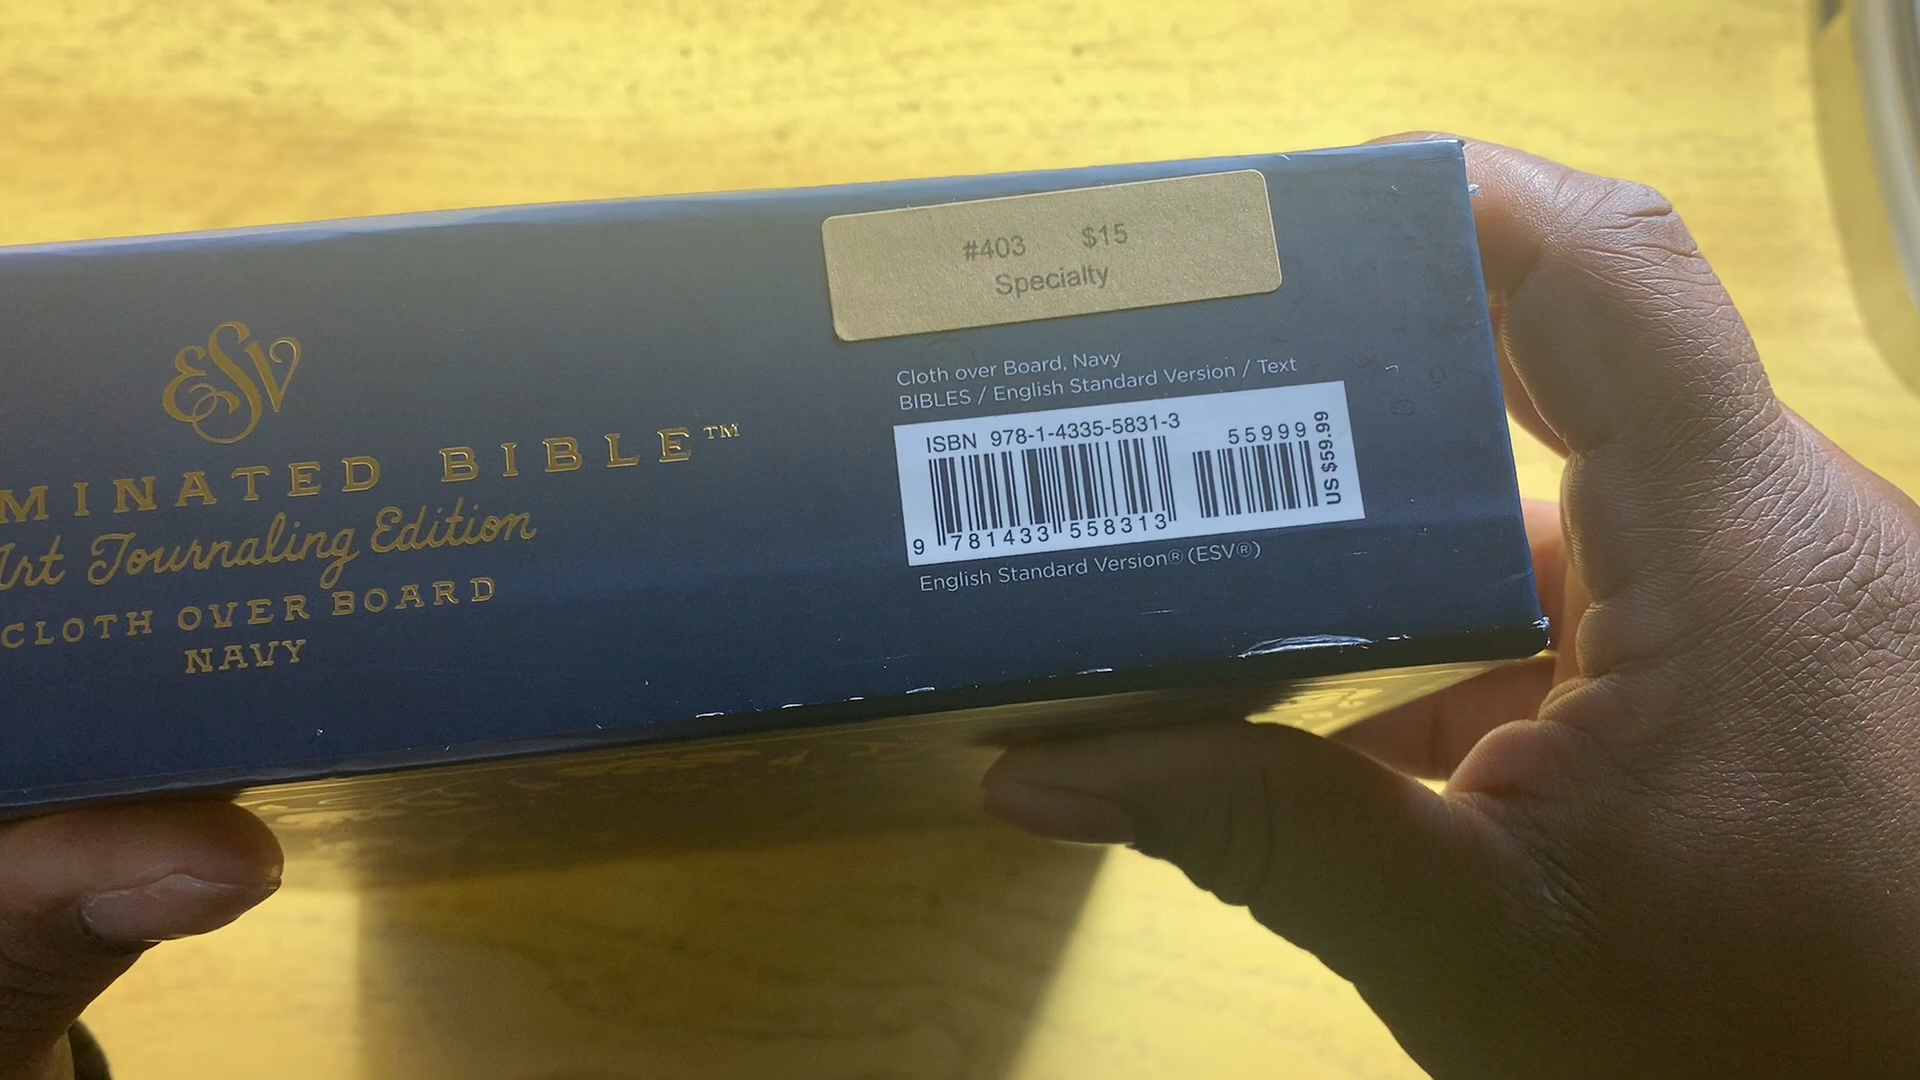 #403 $15
Specialty
ESV
MINATED BIBLE™
Art Journaling Edition
CLOTH OVER BOARD
NAVY
Cloth over Board, Navy
BIBLES / English Standard Version / Text
ISBN 978-1-4335-5831-3
55999
US $59.99
9 781433 558313
English Standard Version® (ESV®)